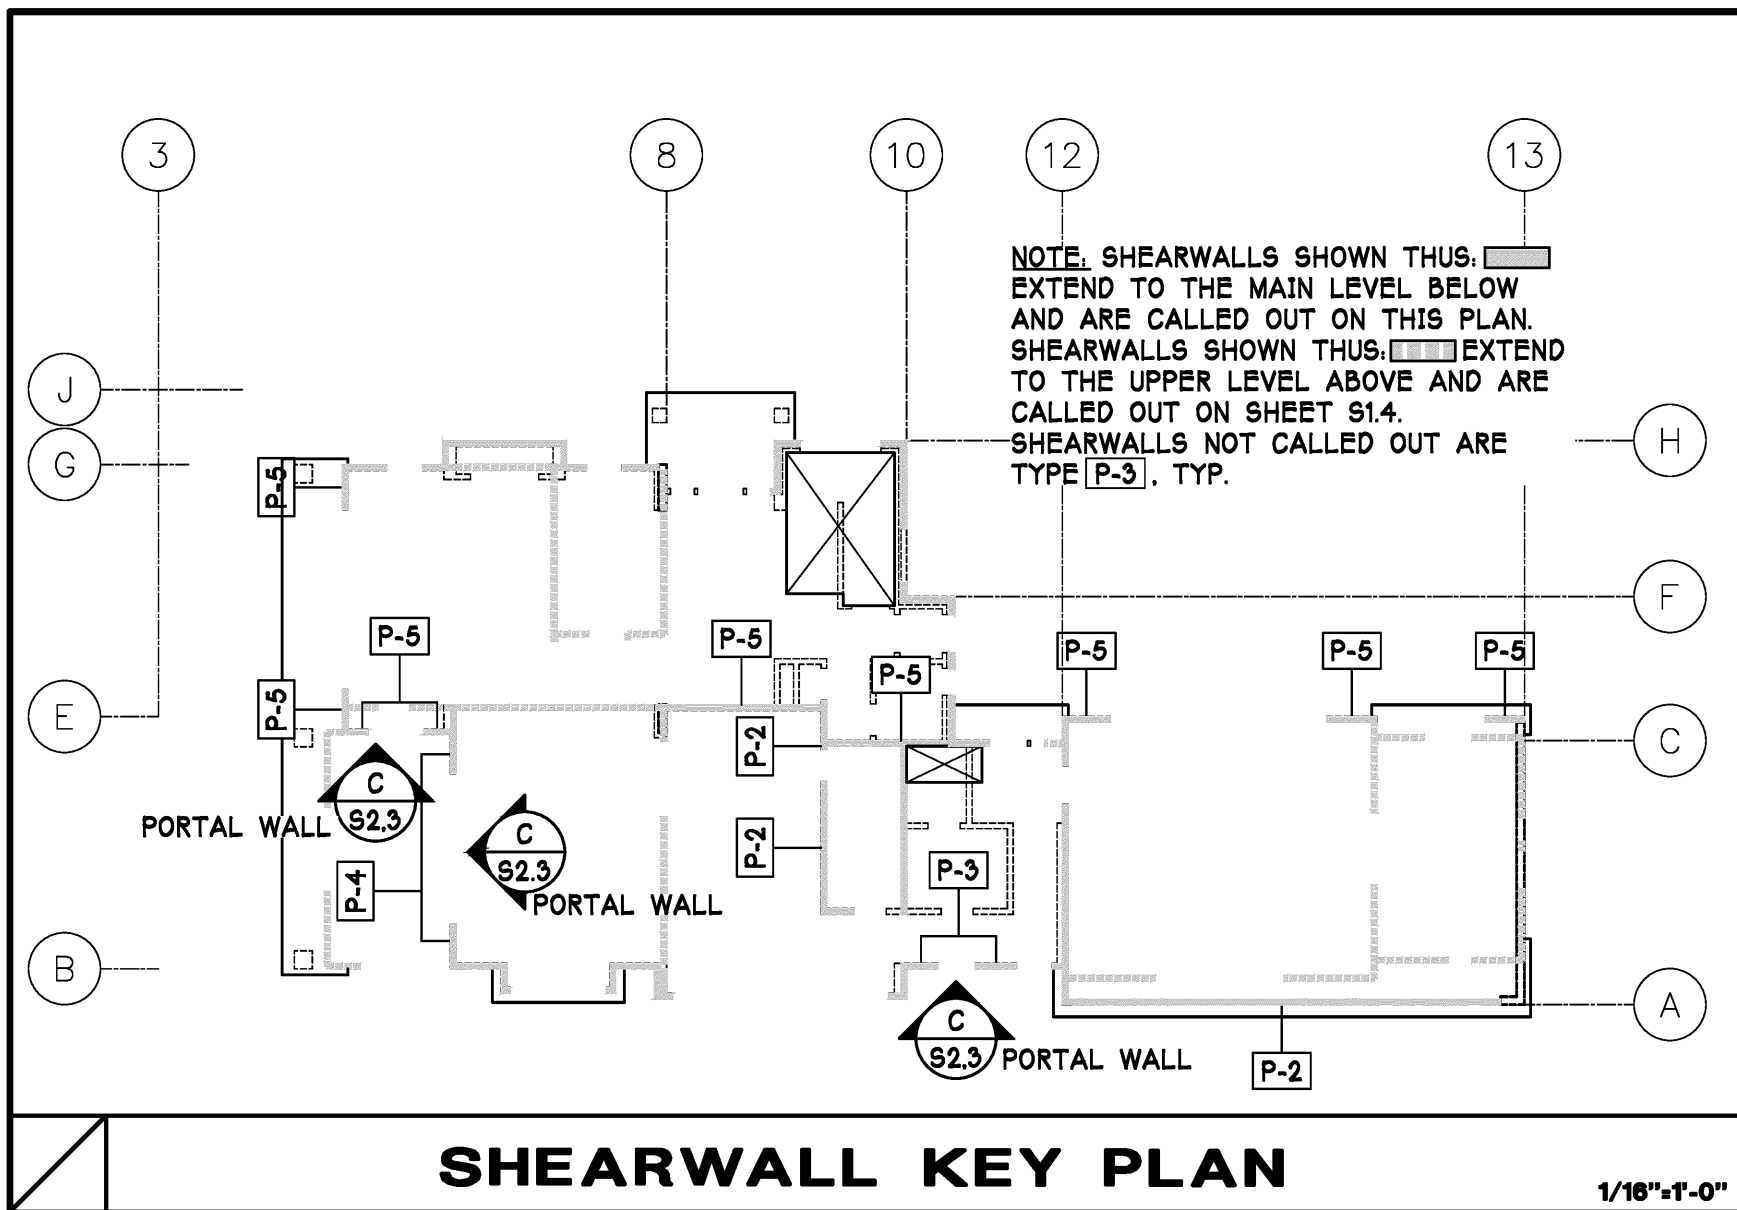 3
8
10
12
13
NOTE: SHEARWALLS SHOWN THUS:
EXTEND TO THE MAIN LEVEL BELOW
AND ARE CALLED OUT ON THIS PLAN.
SHEARWALLS SHOWN THUS: EXTEND
TO THE UPPER LEVEL ABOVE AND ARE
CALLED OUT ON SHEET S1.4.
SHEARWALLS NOT CALLED OUT ARE
TYPE P-3 , TYP.
J
G
H
P-5
F
P-5
P-5
P-5
P-5
P-5
P-5
P-5
E
P-2
C
C
S2.3
PORTAL WALL
C
S2.3
PORTAL WALL
P-2
P-4
P-3
B
A
C
S2.3
PORTAL WALL
P-2
SHEARWALL KEY PLAN
1/16"=1'-0"